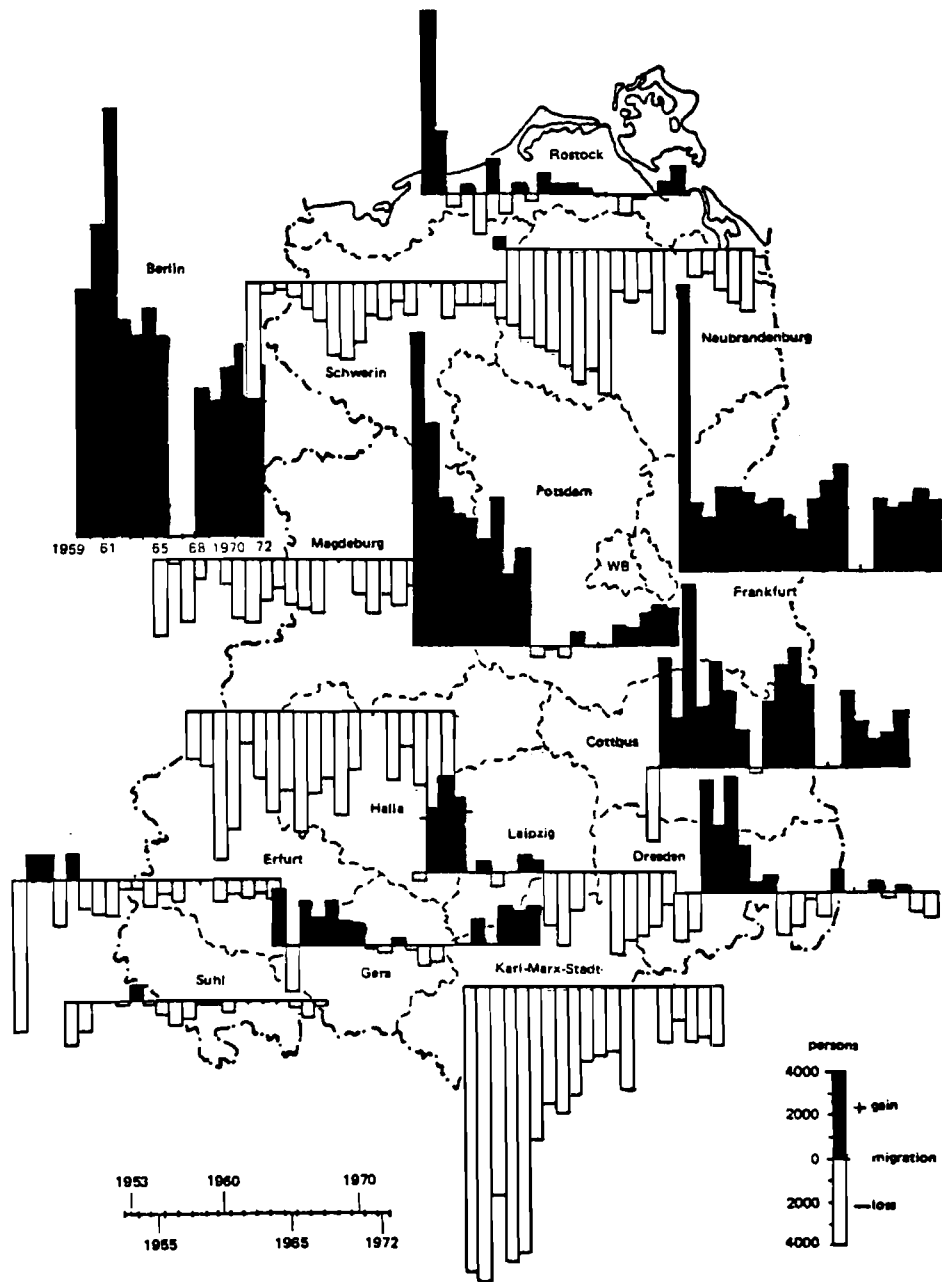 Rostock
Berlin
Schwerin
Neubrandenburg
Potsdam
1959 61 65 68 1970 72
Magdeburg
WB
Frankfurt
Cottbus
Halle
Leipzig
Erfurt
Dresden
Suhl
Gera
Karl-Marx-Stadt
persons
4000
+ gain
2000
0 migration
2000
— loss
4000
1953 1960 1970
1955 1965 1972